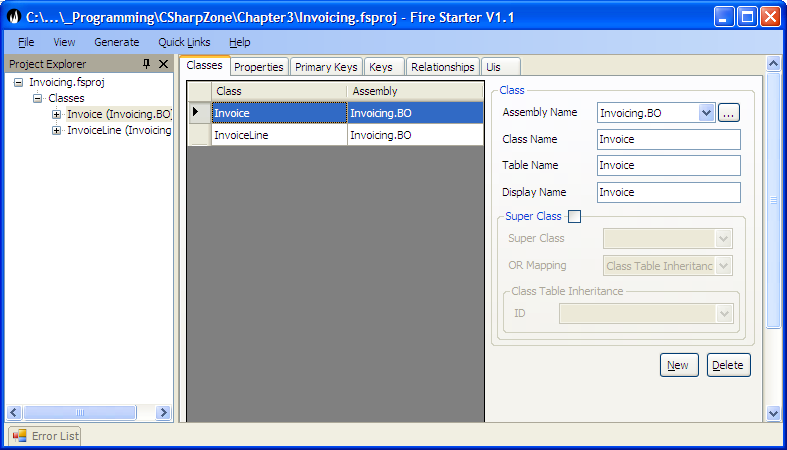 C:\...\_Programming\CSharpZone\Chapter3\Invoicing.fsproj - Fire Starter V1.1
File View Generate Quick Links Help
Project Explorer
Invoicing.fsproj
Classes
Invoice (Invoicing.BO)
InvoiceLine (Invoicing
Classes Properties Primary Keys Keys Relationships Uis
Class Assembly
Invoice Invoicing.BO
InvoiceLine Invoicing.BO
Class
Assembly Name Invoicing.BO ...
Class Name Invoice
Table Name Invoice
Display Name Invoice
Super Class
Super Class
OR Mapping Class Table Inheritanc
Class Table Inheritance
ID
New Delete
Error List